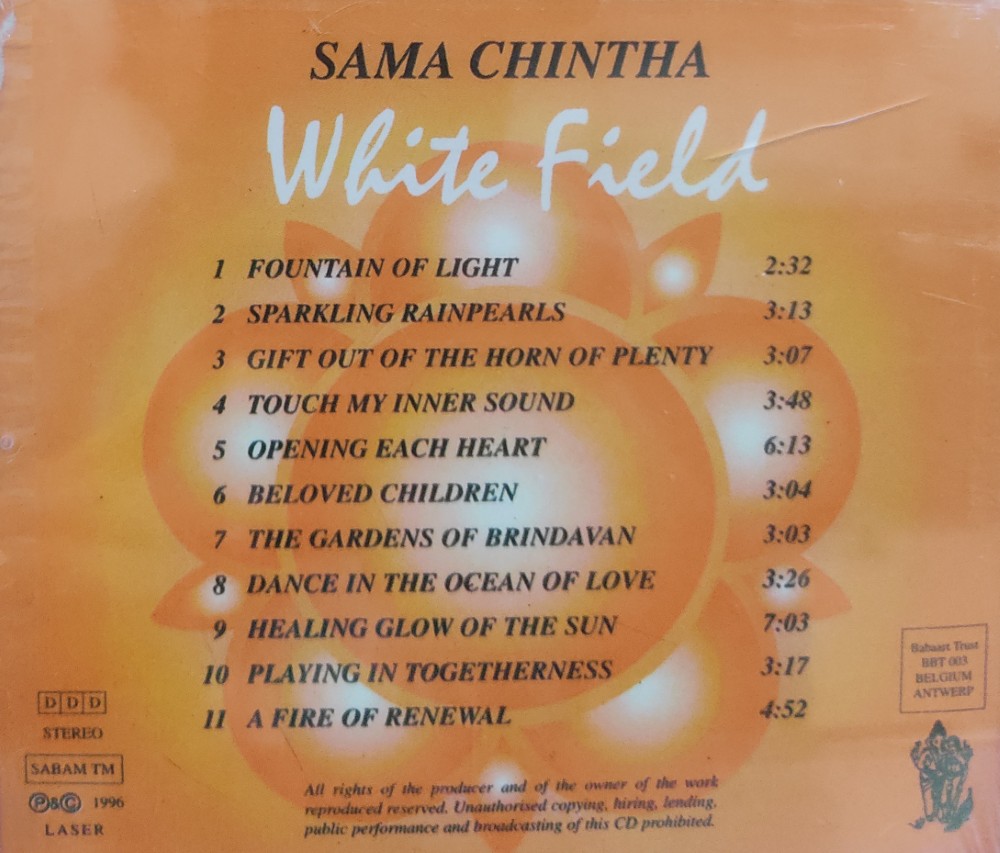 SAMA CHINTHA
White Field
1 FOUNTAIN OF LIGHT 2:32
2 SPARKLING RAINPEARLS 3:13
3 GIFT OUT OF THE HORN OF PLENTY 3:07
4 TOUCH MY INNER SOUND 3:48
5 OPENING EACH HEART 6:13
6 BELOVED CHILDREN 3:04
7 THE GARDENS OF BRINDAVAN 3:03
8 DANCE IN THE OCEAN OF LOVE 3:26
9 HEALING GLOW OF THE SUN 7:03
10 PLAYING IN TOGETHERNESS 3:17
11 A FIRE OF RENEWAL 4:52
D D D
STEREO
SABAM TM
℗&© 1996
LASER
All rights of the producer and of the owner of the work
reproduced reserved. Unauthorised copying, hiring, lending,
public performance and broadcasting of this CD prohibited.
Trust
BBT 003
BELGIUM
ANTWERP